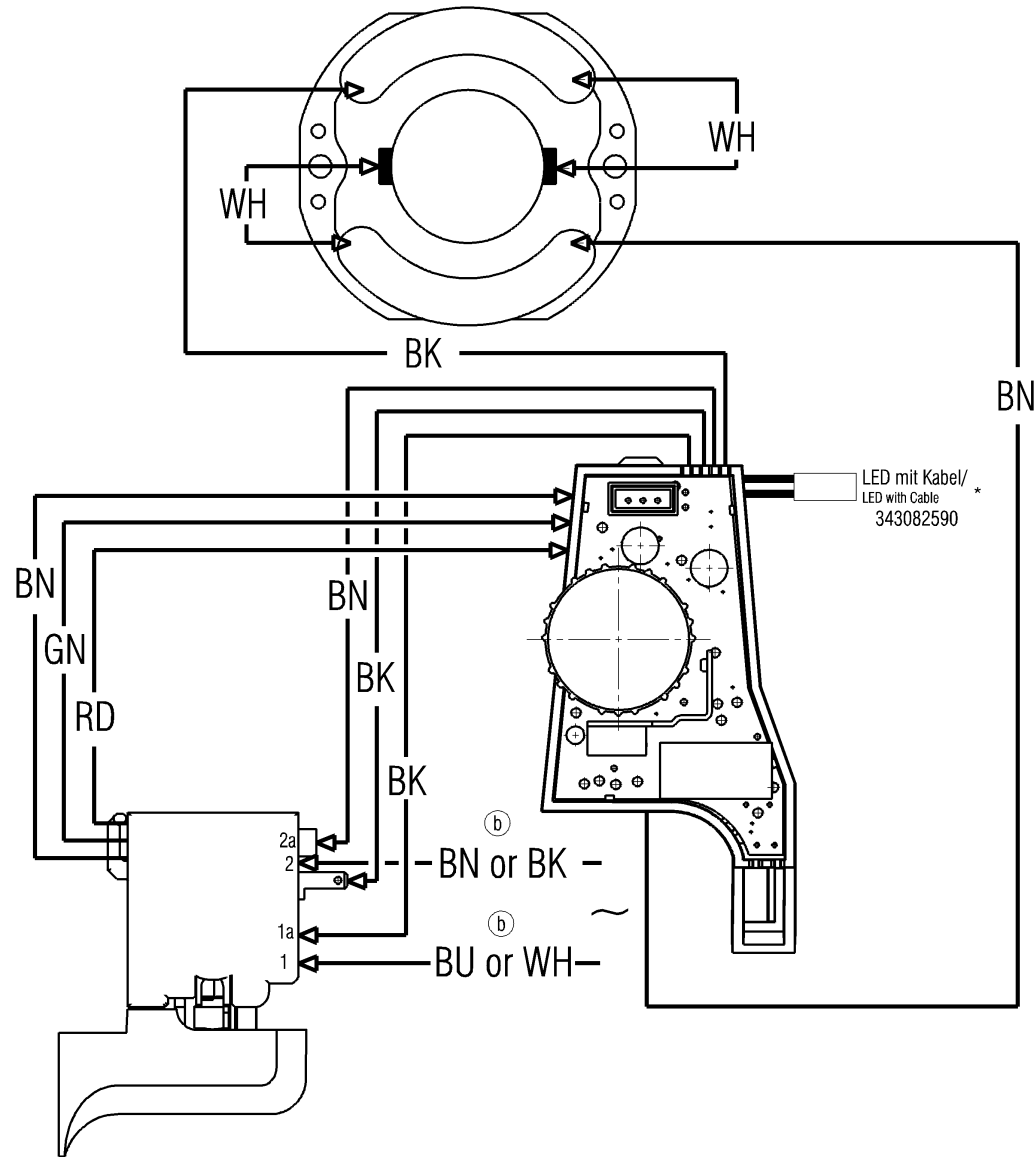 WH
WH
BK
BN
LED mit Kabel/
LED with Cable *
343082590
BN
BN
GN
BK
RD
BK
b
2a
2
BN or BK
b
~
1a
1
BU or WH